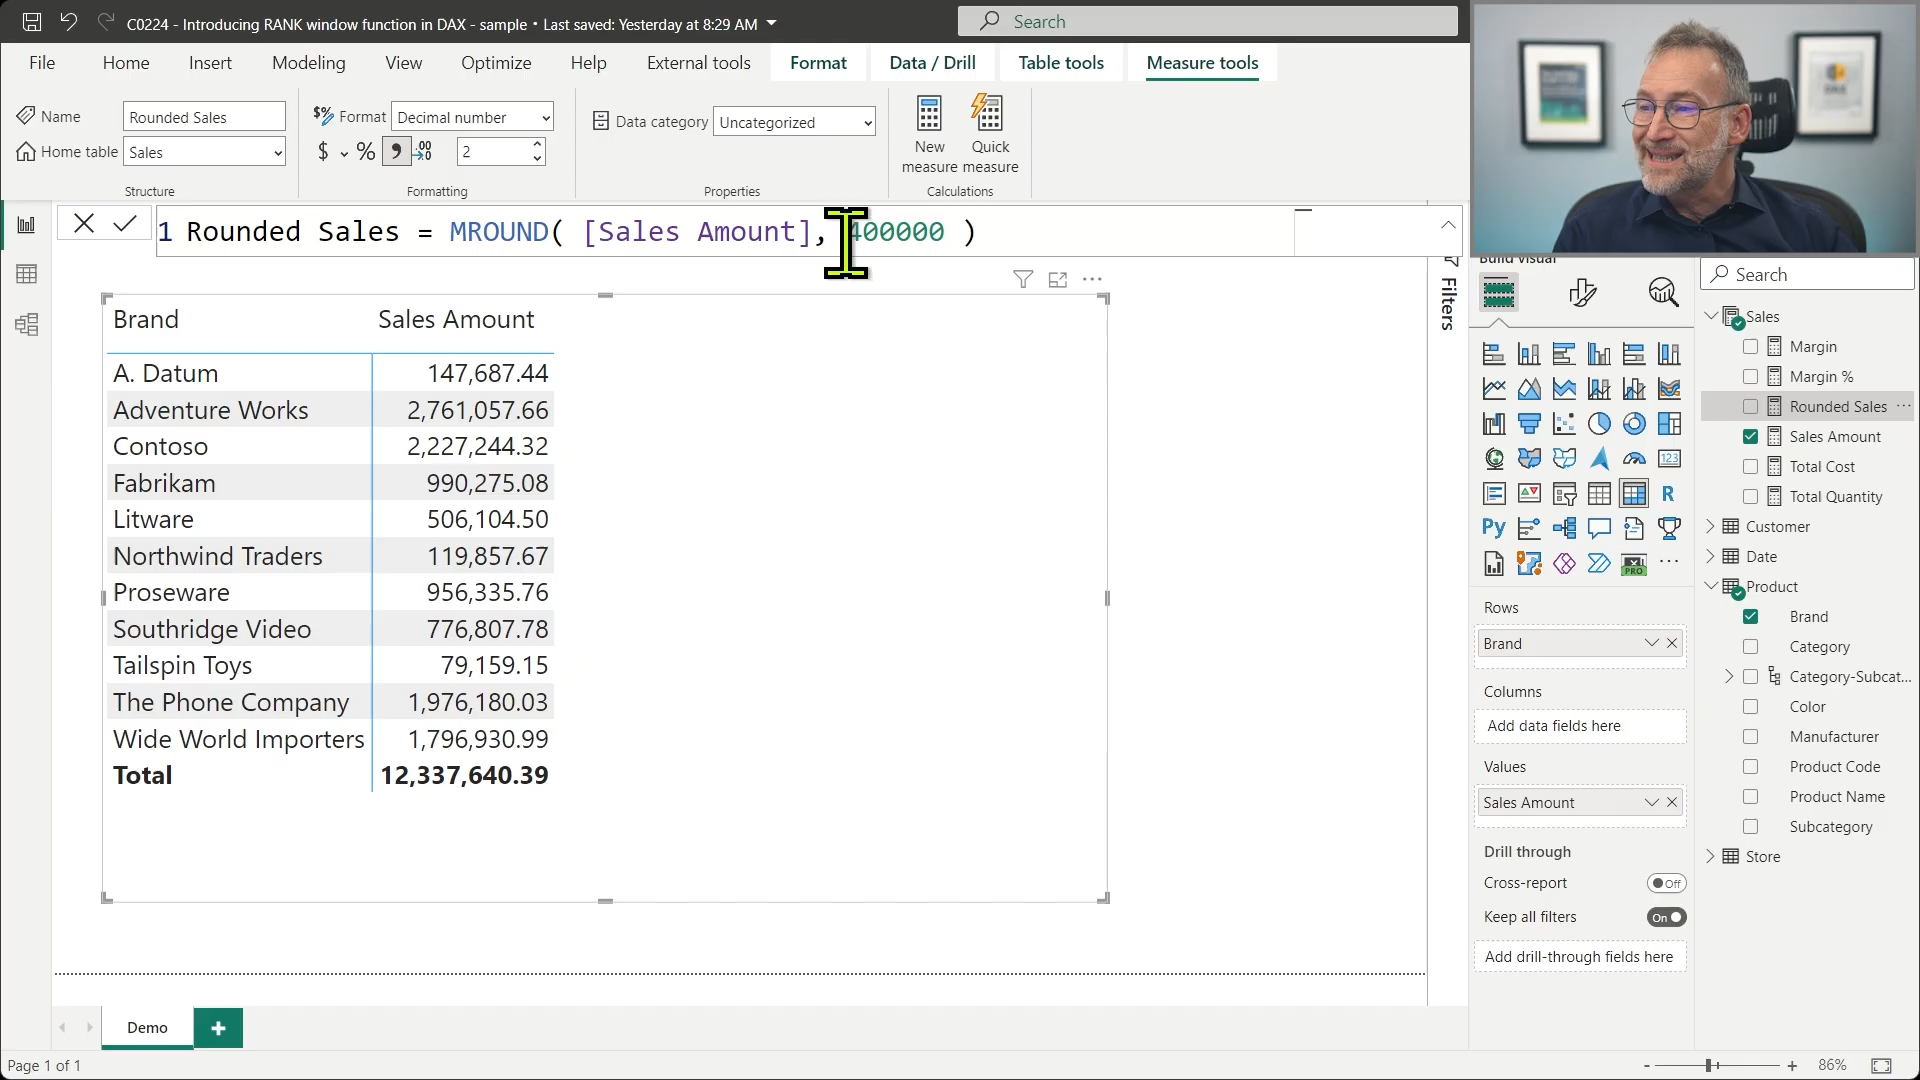 C0224 - Introducing RANK window function in DAX - sample • Last saved: Yesterday at 8:29 AM
Search
File Home Insert Modeling View Optimize Help External tools Format Data / Drill Table tools Measure tools
Name Rounded Sales
Home table Sales
Structure
Format Decimal number
$ % , .00 →0 2
Formatting
Data category Uncategorized
Properties
New measure
Quick measure
Calculations
1 Rounded Sales = MROUND( [Sales Amount], 400000 )
Brand Sales Amount
A. Datum 147,687.44
Adventure Works 2,761,057.66
Contoso 2,227,244.32
Fabrikam 990,275.08
Litware 506,104.50
Northwind Traders 119,857.67
Proseware 956,335.76
Southridge Video 776,807.78
Tailspin Toys 79,159.15
The Phone Company 1,976,180.03
Wide World Importers 1,796,930.99
Total 12,337,640.39
Filters
Build visual
123
R
Py
PRO
Rows
Brand
Columns
Add data fields here
Values
Sales Amount
Drill through
Cross-report Off
Keep all filters On
Add drill-through fields here
Search
Sales
Margin
Margin %
Rounded Sales
Sales Amount
Total Cost
Total Quantity
Customer
Date
Product
Brand
Category
Category-Subcat...
Color
Manufacturer
Product Code
Product Name
Subcategory
Store
Demo
Page 1 of 1
- + 86%